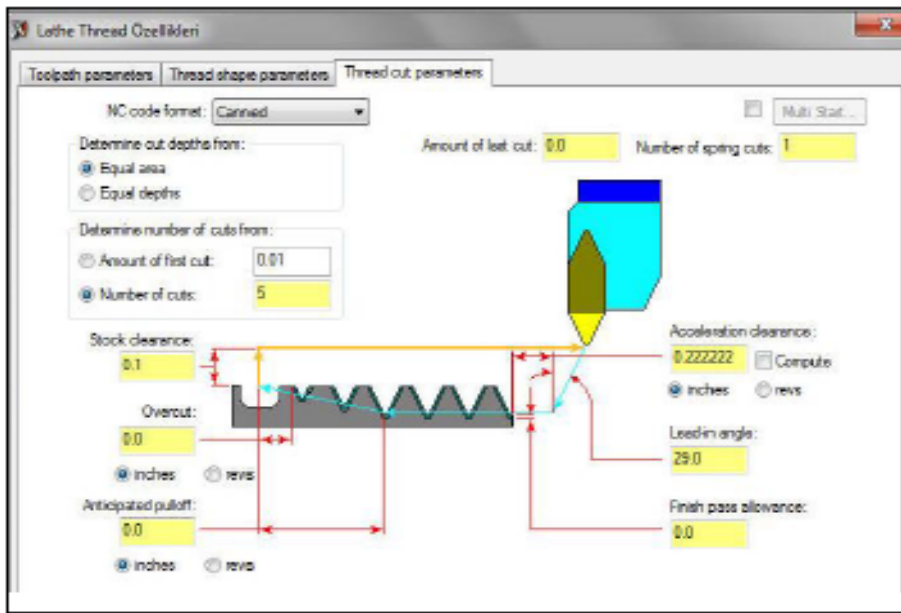 Lathe Thread Özellikleri
Toolpath parameters
Thread shape parameters
Thread cut parameters
NC code format: Canned
Multi Start...
Determine cut depths from:
Equal area
Equal depths
Amount of last cut: 0.0
Number of spring cuts: 1
Determine number of cuts from:
Amount of first cut: 0.01
Number of cuts: 5
Stock clearance:
0.1
Overcut:
0.0
inches revs
Anticipated pulloff:
0.0
inches revs
Acceleration clearance:
0.222222 Compute
inches revs
Lead-in angle:
29.0
Finish pass allowance:
0.0